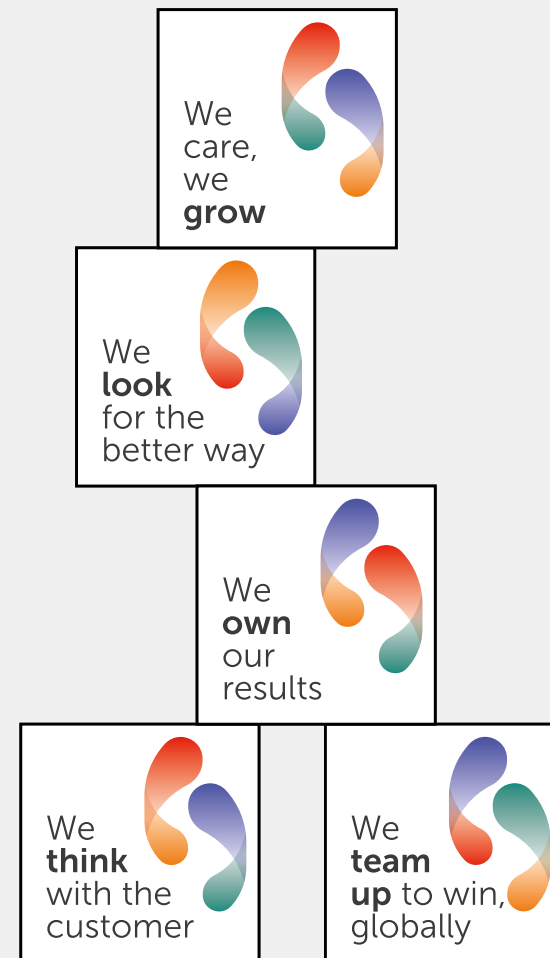 We
care,
we
grow
We
look
for the
better way
We
own
our
results
We
think
with the
customer
We
team
up to win,
globally